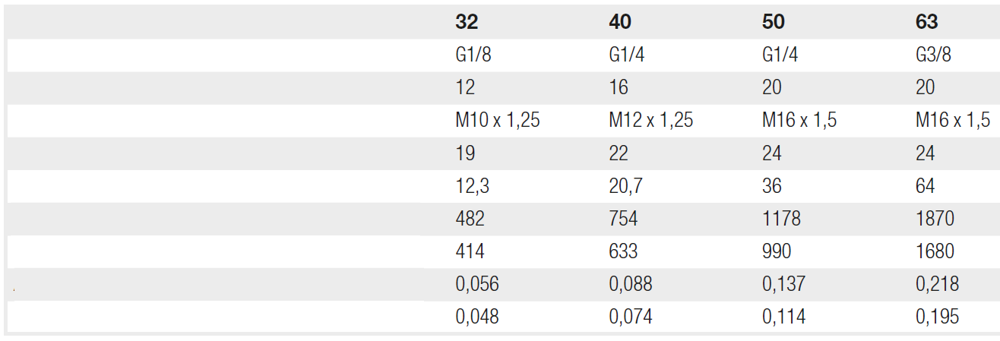 32 40 50 63
G1/8 G1/4 G1/4 G3/8
12 16 20 20
M10 x 1,25 M12 x 1,25 M16 x 1,5 M16 x 1,5
19 22 24 24
12,3 20,7 36 64
482 754 1178 1870
414 633 990 1680
0,056 0,088 0,137 0,218
0,048 0,074 0,114 0,195